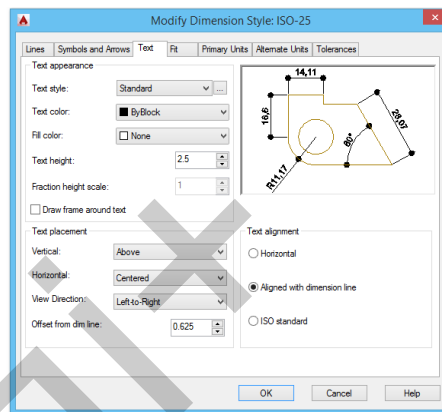 Modify Dimension Style: ISO-25
Lines Symbols and Arrows Text Fit Primary Units Alternate Units Tolerances
Text appearance
Text style: Standard ...
Text color: ByBlock
Fill color: None
Text height: 2.5
Fraction height scale: 1
Draw frame around text
14,11
16,6
28,07
60°
R11,17
Text placement
Vertical: Above
Horizontal: Centered
View Direction: Left-to-Right
Offset from dim line: 0.625
Text alignment
Horizontal
Aligned with dimension line
ISO standard
OK Cancel Help